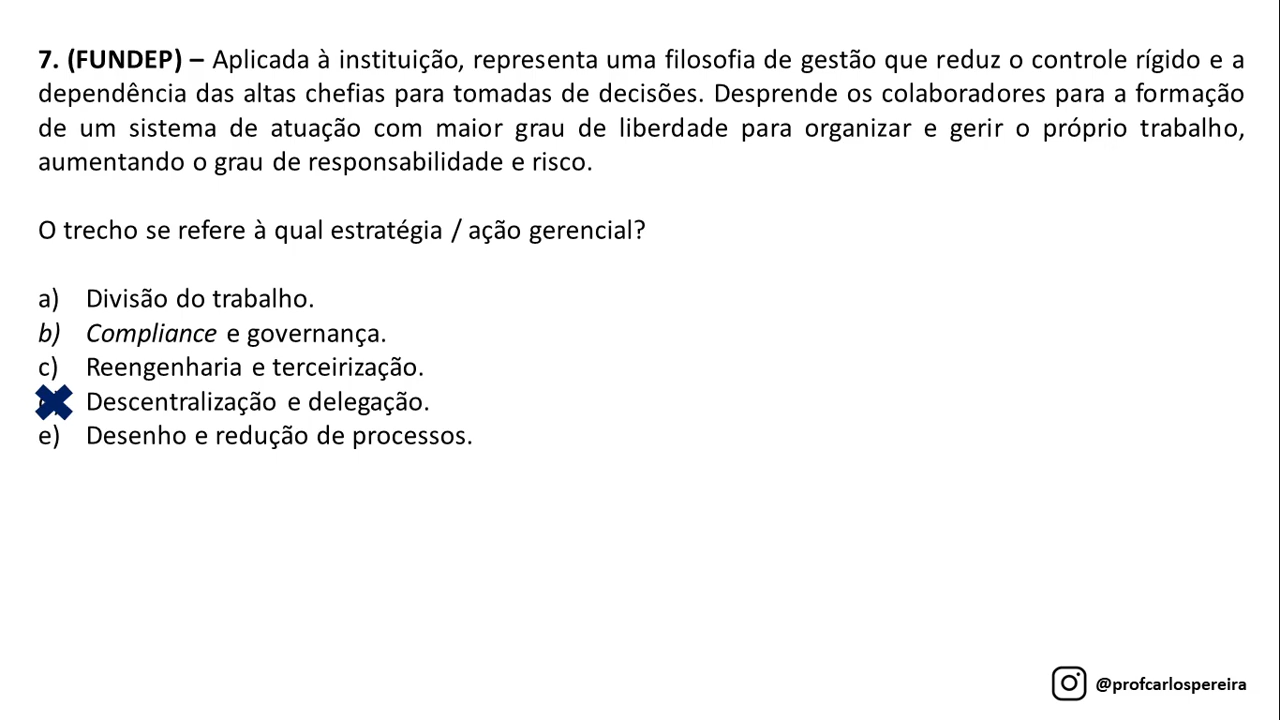 7. (FUNDEP) – Aplicada à instituição, representa uma filosofia de gestão que reduz o controle rígido e a
dependência das altas chefias para tomadas de decisões. Desprende os colaboradores para a formação
de um sistema de atuação com maior grau de liberdade para organizar e gerir o próprio trabalho,
aumentando o grau de responsabilidade e risco.
O trecho se refere à qual estratégia / ação gerencial?
a) Divisão do trabalho.
b) Compliance e governança.
c) Reengenharia e terceirização.
Descentralização e delegação.
e) Desenho e redução de processos.
@profcarlospereira